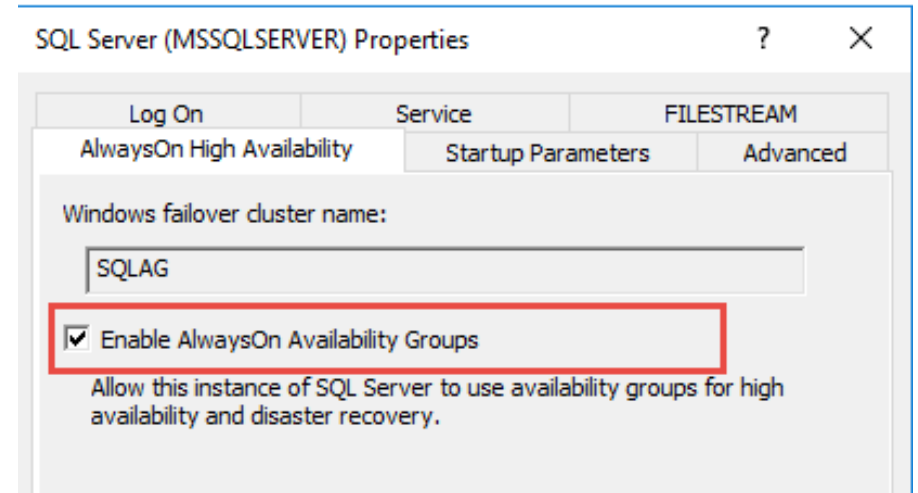 SQL Server (MSSQLSERVER) Properties ? ×
Log On Service FILESTREAM
AlwaysOn High Availability Startup Parameters Advanced
Windows failover cluster name:
SQLAG
Enable AlwaysOn Availability Groups
Allow this instance of SQL Server to use availability groups for high
availability and disaster recovery.